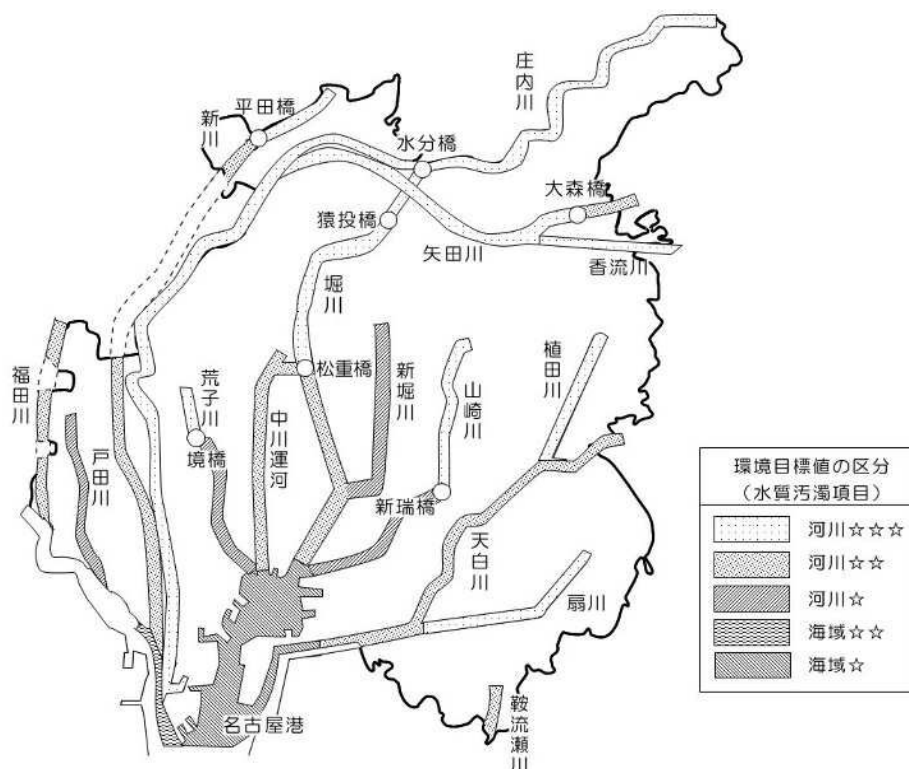 庄内川
平田橋
新川
水分橋
大森橋
猿投橋
矢田川
香流川
堀川
福田川
戸田川
荒子川
境橋
中川運河
松重橋
新堀川
山崎川
植田川
新瑞橋
天白川
扇川
名古屋港
鞍流瀬川
環境目標値の区分
(水質汚濁項目)
河川☆☆☆
河川☆☆
河川☆
海域☆☆
海域☆